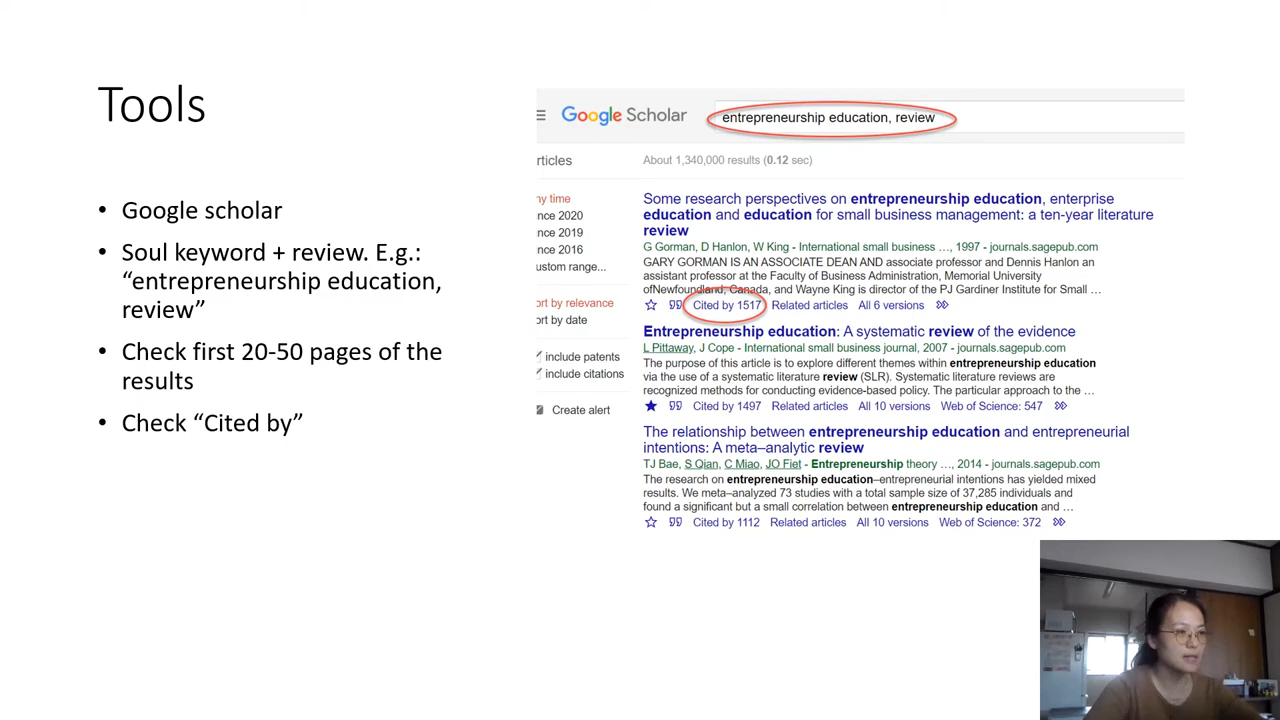 Tools
• Google scholar
• Soul keyword + review. E.g.:
“entrepreneurship education,
review”
• Check first 20-50 pages of the
results
• Check “Cited by”
Google Scholar
entrepreneurship education, review
rticles
About 1,340,000 results (0.12 sec)
ny time
nce 2020
nce 2019
nce 2016
ustom range...
ort by relevance
ort by date
include patents
include citations
Create alert
Some research perspectives on entrepreneurship education, enterprise
education and education for small business management: a ten-year literature
review
G Gorman, D Hanlon, W King - International small business …, 1997 - journals.sagepub.com
GARY GORMAN IS AN ASSOCIATE DEAN AND associate professor and Dennis Hanlon an
assistant professor at the Faculty of Business Administration, Memorial University
ofNewfoundland, Canada, and Wayne King is director of the PJ Gardiner Institute for Small …
Cited by 1517 Related articles All 6 versions
Entrepreneurship education: A systematic review of the evidence
L Pittaway, J Cope - International small business journal, 2007 - journals.sagepub.com
The purpose of this article is to explore different themes within entrepreneurship education
via the use of a systematic literature review (SLR). Systematic literature reviews are
recognized methods for conducting evidence-based policy. The particular approach to the …
Cited by 1497 Related articles All 10 versions Web of Science: 547
The relationship between entrepreneurship education and entrepreneurial
intentions: A meta–analytic review
TJ Bae, S Qian, C Miao, JO Fiet - Entrepreneurship theory …, 2014 - journals.sagepub.com
The research on entrepreneurship education–entrepreneurial intentions has yielded mixed
results. We meta–analyzed 73 studies with a total sample size of 37,285 individuals and
found a significant but a small correlation between entrepreneurship education and …
Cited by 1112 Related articles All 10 versions Web of Science: 372